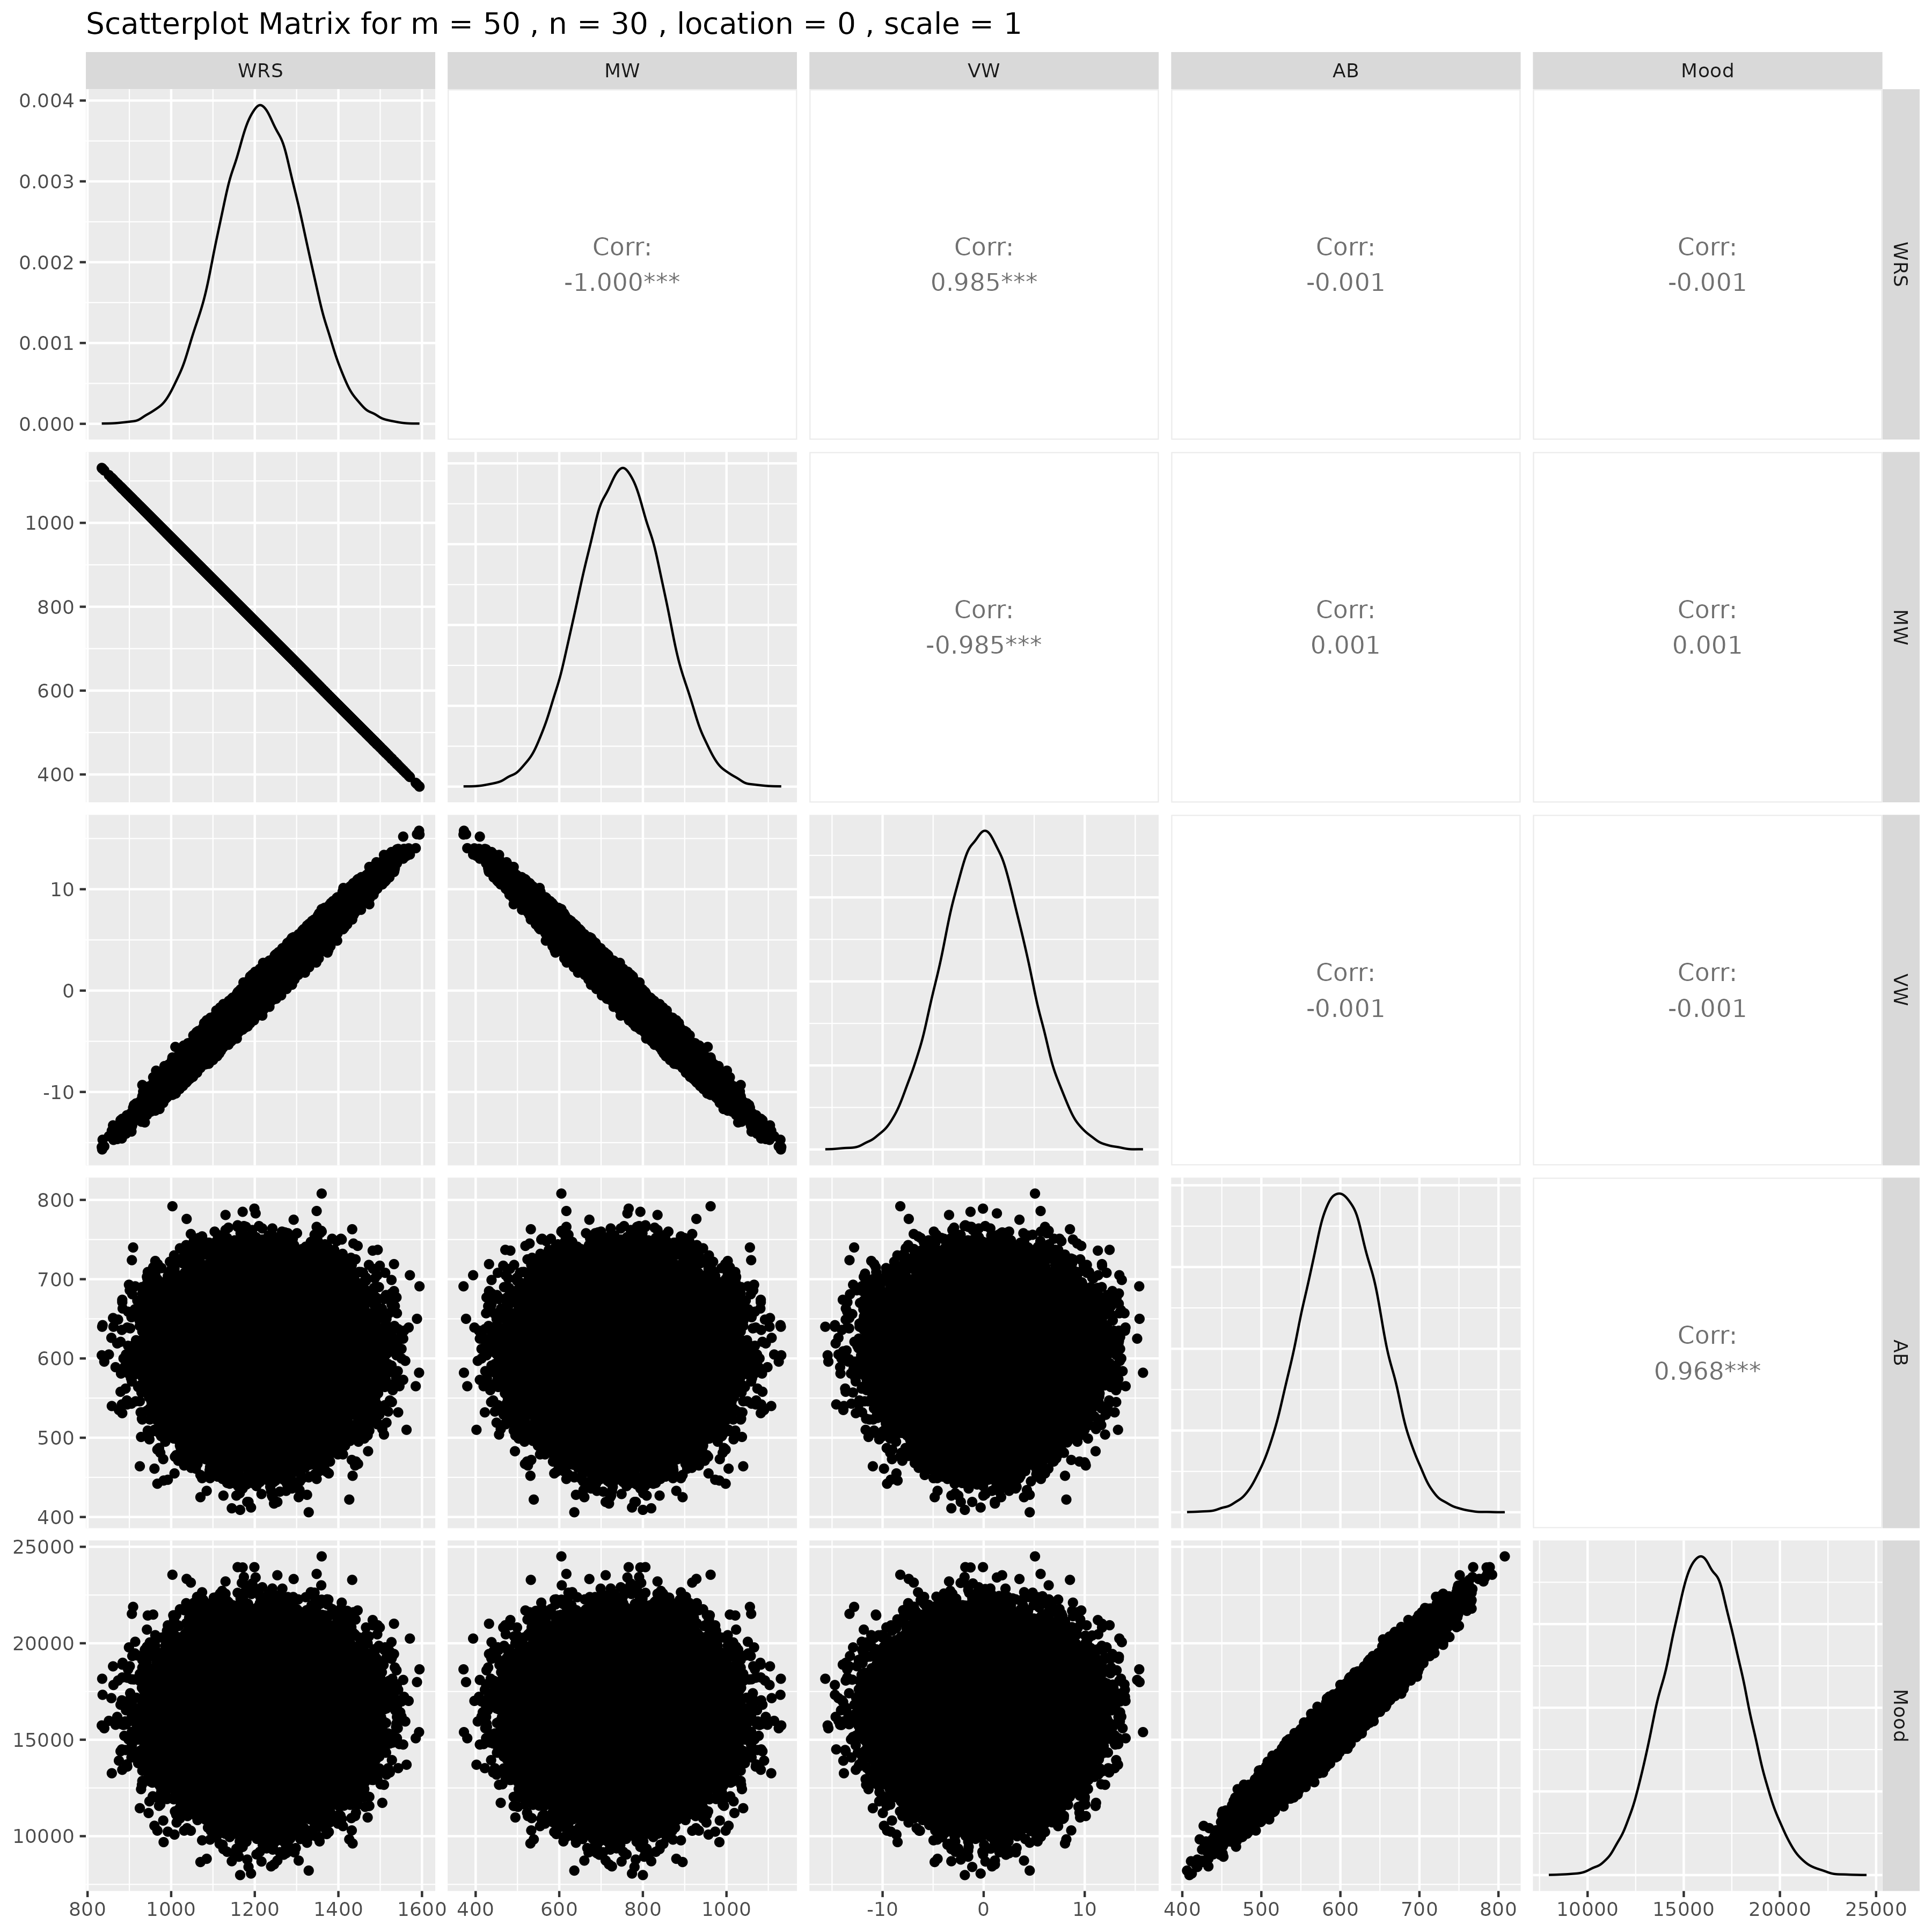 Scatterplot Matrix for m = 50 , n = 30 , location = 0 , scale = 1
WRS MW VW AB Mood
0.004
0.003
0.002
0.001
0.000
Corr:
-1.000***
Corr:
0.985***
Corr:
-0.001
Corr:
-0.001
WRS
1000
800
600
400
Corr:
-0.985***
Corr:
0.001
Corr:
0.001
MW
10
0
-10
Corr:
-0.001
Corr:
-0.001
VW
800
700
600
500
400
Corr:
0.968***
AB
25000
20000
15000
10000
Mood
800 1000 1200 1400 1600 400 600 800 1000 -10 0 10 400 500 600 700 800 10000 15000 20000 25000